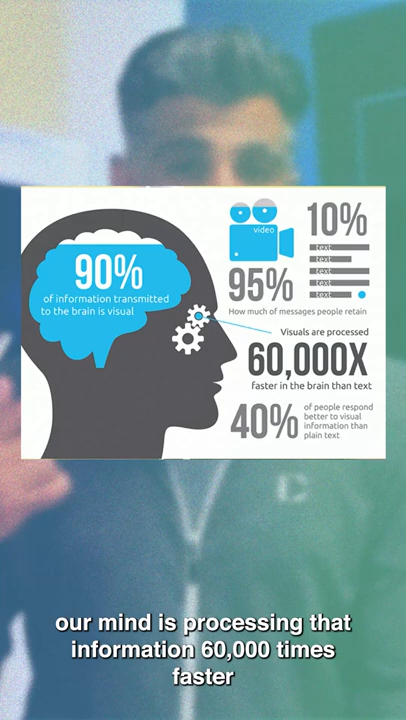 90%
of information transmitted
to the brain is visual
video
10%
text
text
text
text
text
95%
How much of messages people retain
Visuals are processed
60,000X
faster in the brain than text
40%
of people respond
better to visual
information than
plain text
our mind is processing that
information 60,000 times
faster